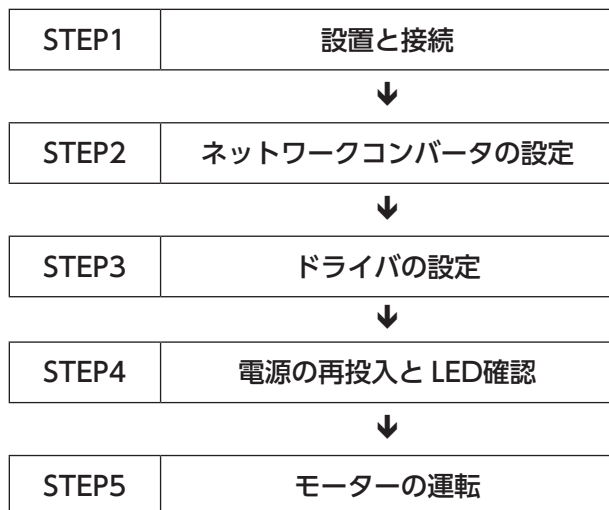 STEP1 設置と接続
STEP2 ネットワークコンバータの設定
STEP3 ドライバの設定
STEP4 電源の再投入と LED確認
STEP5 モーターの運転